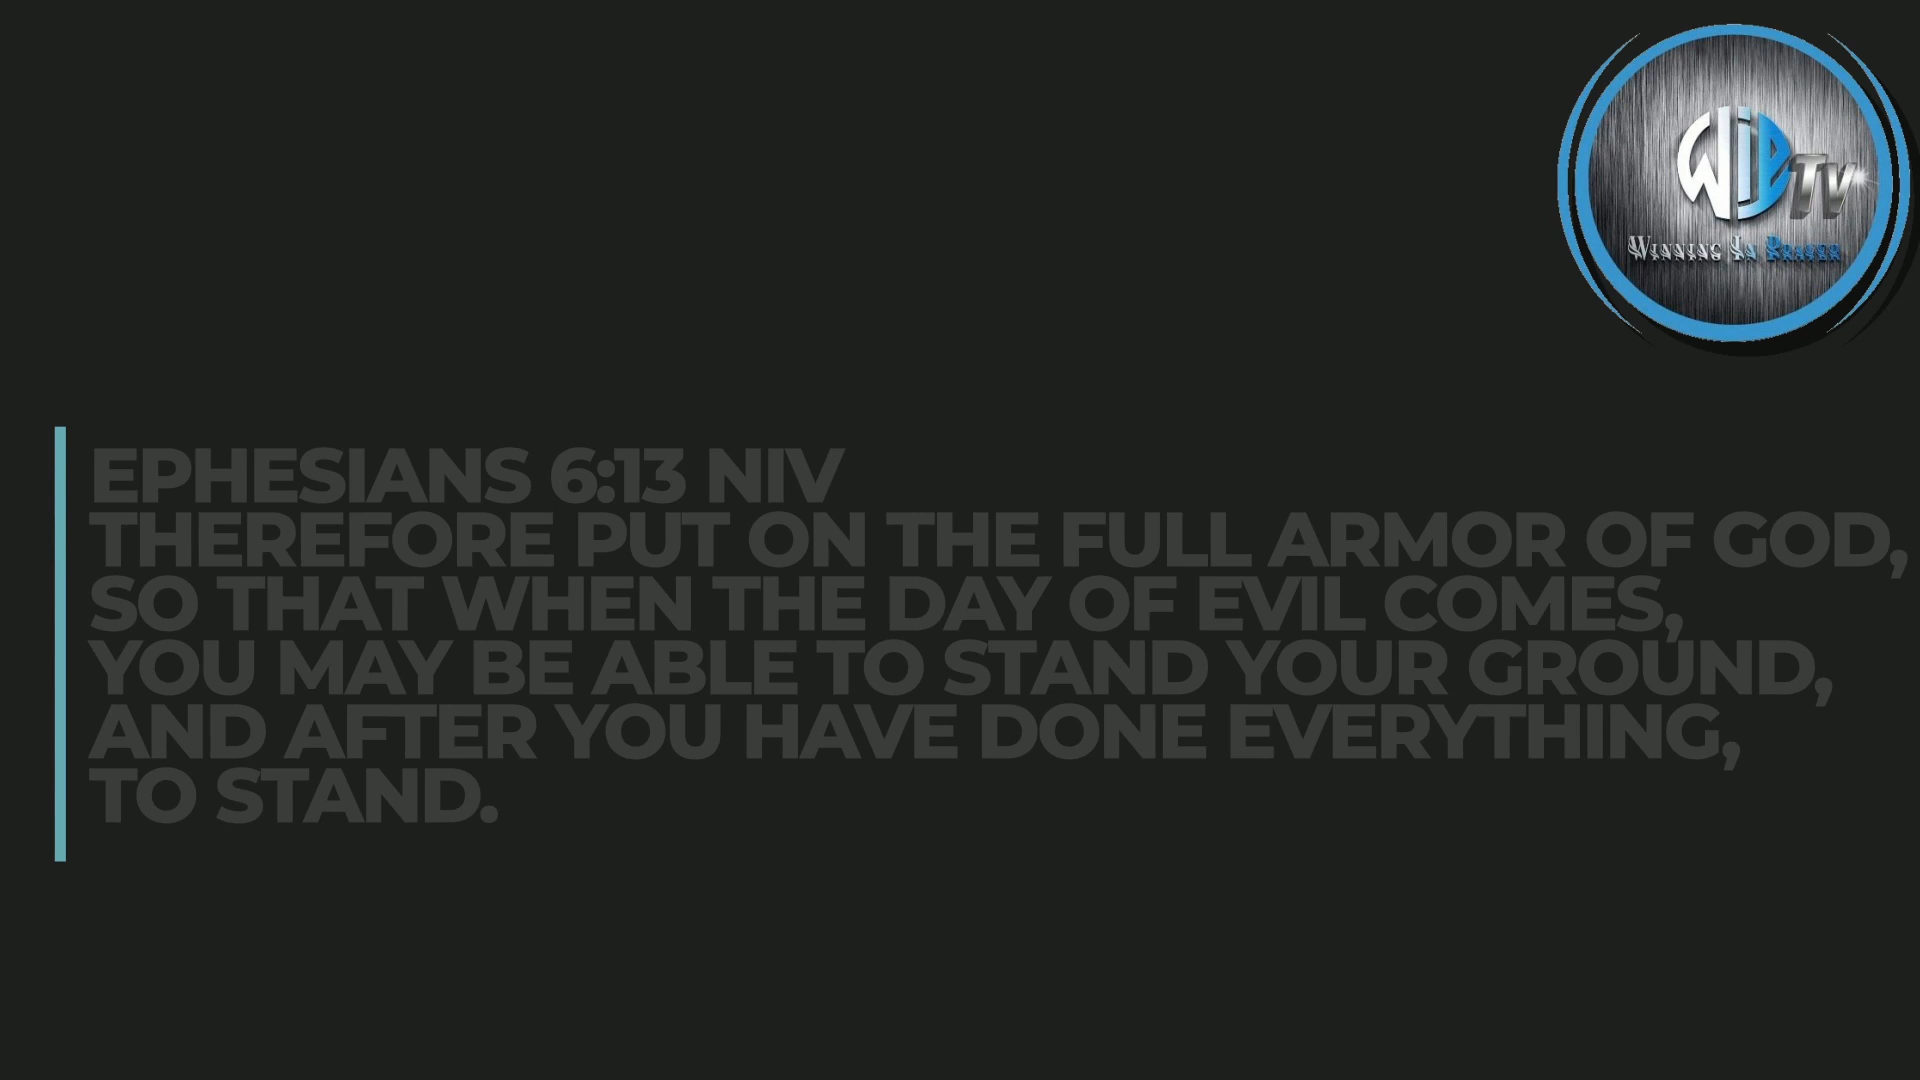 WIP TV
WINNING IN PRAYER
EPHESIANS 6:13 NIV
THEREFORE PUT ON THE FULL ARMOR OF GOD,
SO THAT WHEN THE DAY OF EVIL COMES,
YOU MAY BE ABLE TO STAND YOUR GROUND,
AND AFTER YOU HAVE DONE EVERYTHING,
TO STAND.